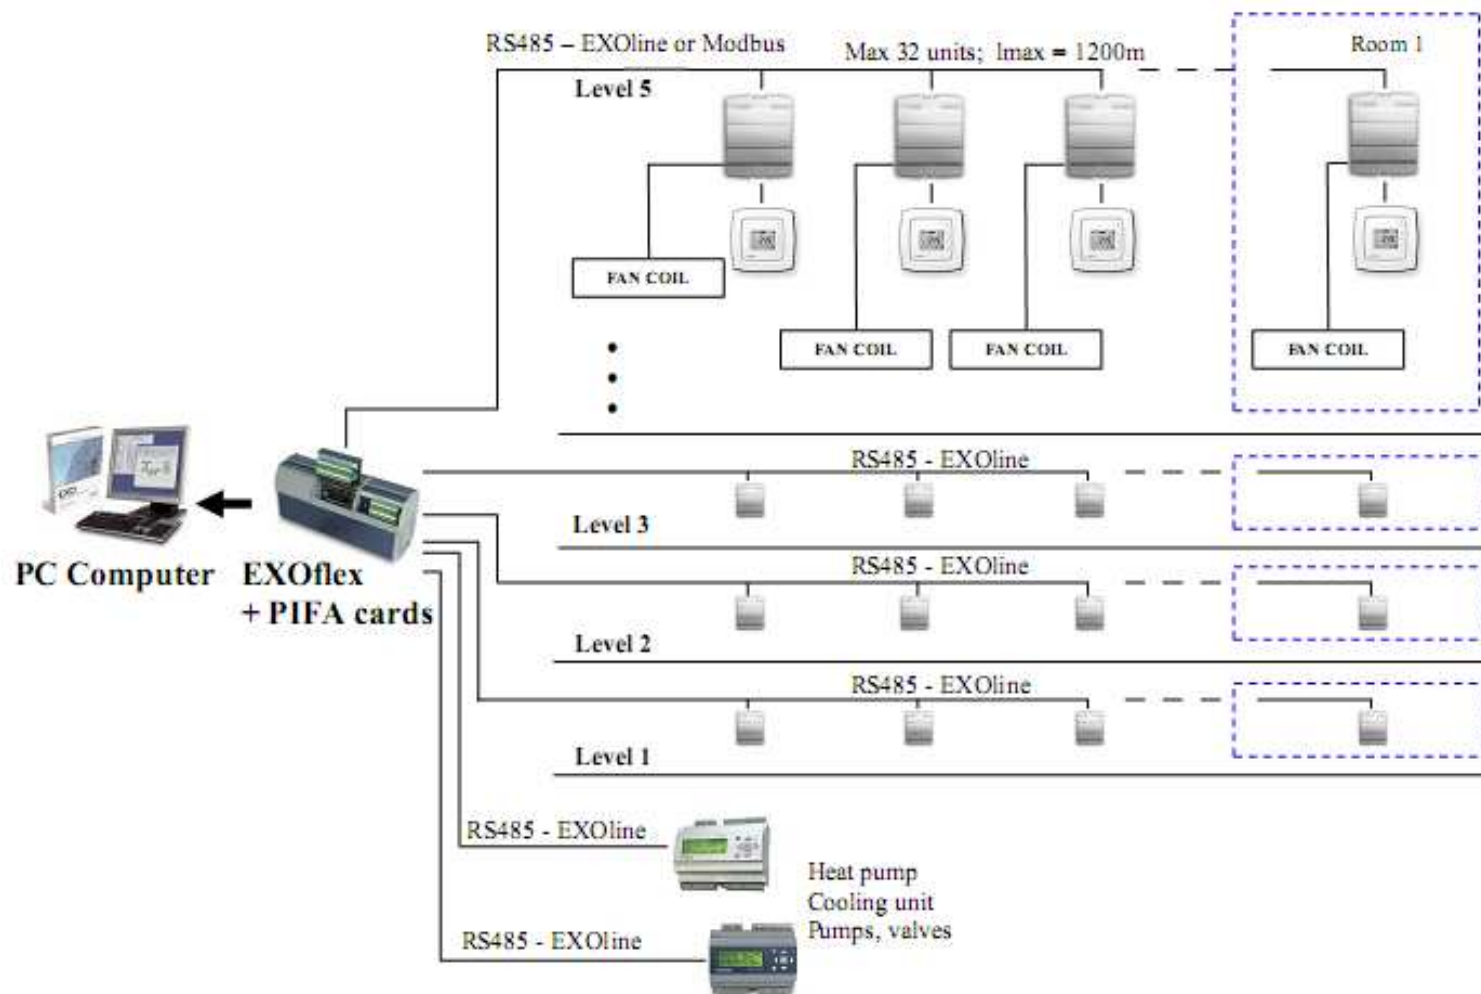 RS485 – EXOline or Modbus
Max 32 units; lmax = 1200m
Room 1
Level 5
FAN COIL
FAN COIL
FAN COIL
FAN COIL
RS485 - EXOline
Level 3
PC Computer
EXOflex
+ PIFA cards
RS485 - EXOline
Level 2
RS485 - EXOline
Level 1
RS485 - EXOline
Heat pump
Cooling unit
Pumps, valves
RS485 - EXOline